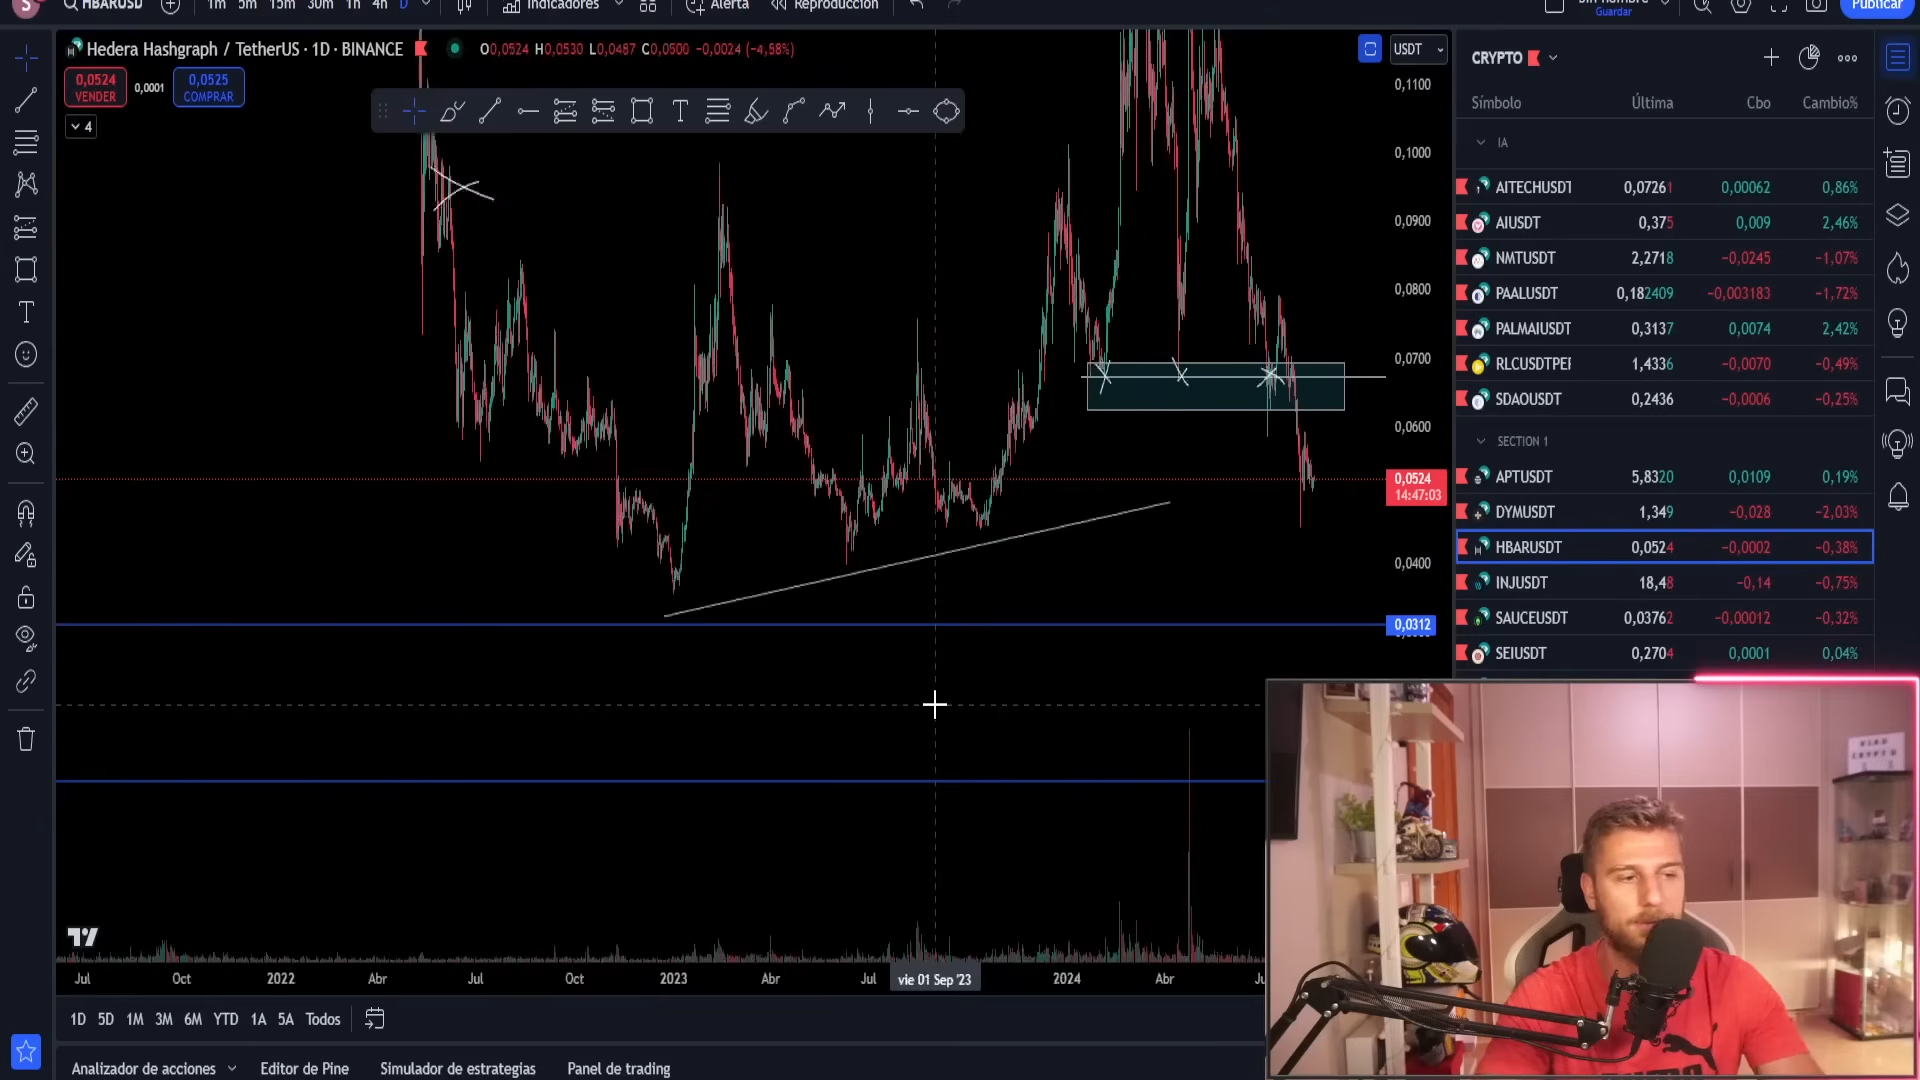 HBARUSD 1m 5m 15m 30m 1h 4h D Indicadores Alerta Reproducción
Guardar
Publicar
Hedera Hashgraph / TetherUS · 1D · BINANCE O0,0524 H0,0530 L0,0487 C0,0500 −0,0024 (−4,58%)
0,0524
VENDER
0,0001
0,0525
COMPRAR
4
USDT
0,1100
0,1000
0,0900
0,0800
0,0700
0,0600
0,0524
14:47:03
0,0400
0,0312
Jul Oct 2022 Abr Jul Oct 2023 Abr Jul vie 01 Sep '23 2024 Abr
1D 5D 1M 3M 6M YTD 1A 5A Todos
Analizador de acciones Editor de Pine Simulador de estrategias Panel de trading
CRYPTO
Símbolo Última Cbo Cambio%
IA
AITECHUSDT 0,07261 0,00062 0,86%
AIUSDT 0,375 0,009 2,46%
NMTUSDT 2,2718 −0,0245 −1,07%
PAALUSDT 0,182409 −0,003183 −1,72%
PALMAIUSDT 0,3137 0,0074 2,42%
RLCUSDTPER 1,4336 −0,0070 −0,49%
SDAOUSDT 0,2436 −0,0006 −0,25%
SECTION 1
APTUSDT 5,8320 0,0109 0,19%
DYMUSDT 1,349 −0,028 −2,03%
HBARUSDT 0,0524 −0,0002 −0,38%
INJUSDT 18,48 −0,14 −0,75%
SAUCEUSDT 0,03762 −0,00012 −0,32%
SEIUSDT 0,2704 0,0001 0,04%